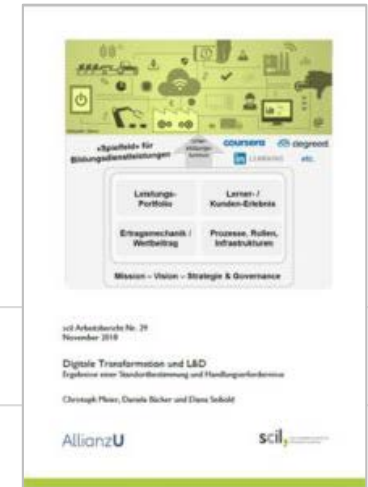 «Spielfeld» für
Bildungsdienstleistungen
coursera
degreed
in LEARNING
etc.
Leistungs-
Portfolio
Lerner- /
Kunden-Erlebnis
Ertragsmechanik /
Wertbeitrag
Prozesse, Rollen,
Infrastrukturen
Mission – Vision – Strategie & Governance
scil Arbeitsbericht Nr. 29
November 2018
Digitale Transformation und L&D
Ergebnisse einer Standortbestimmung und Handlungserfordernisse
Christoph Meier, Daniela Bäcker und Diana Seibold
AllianzU
scil,